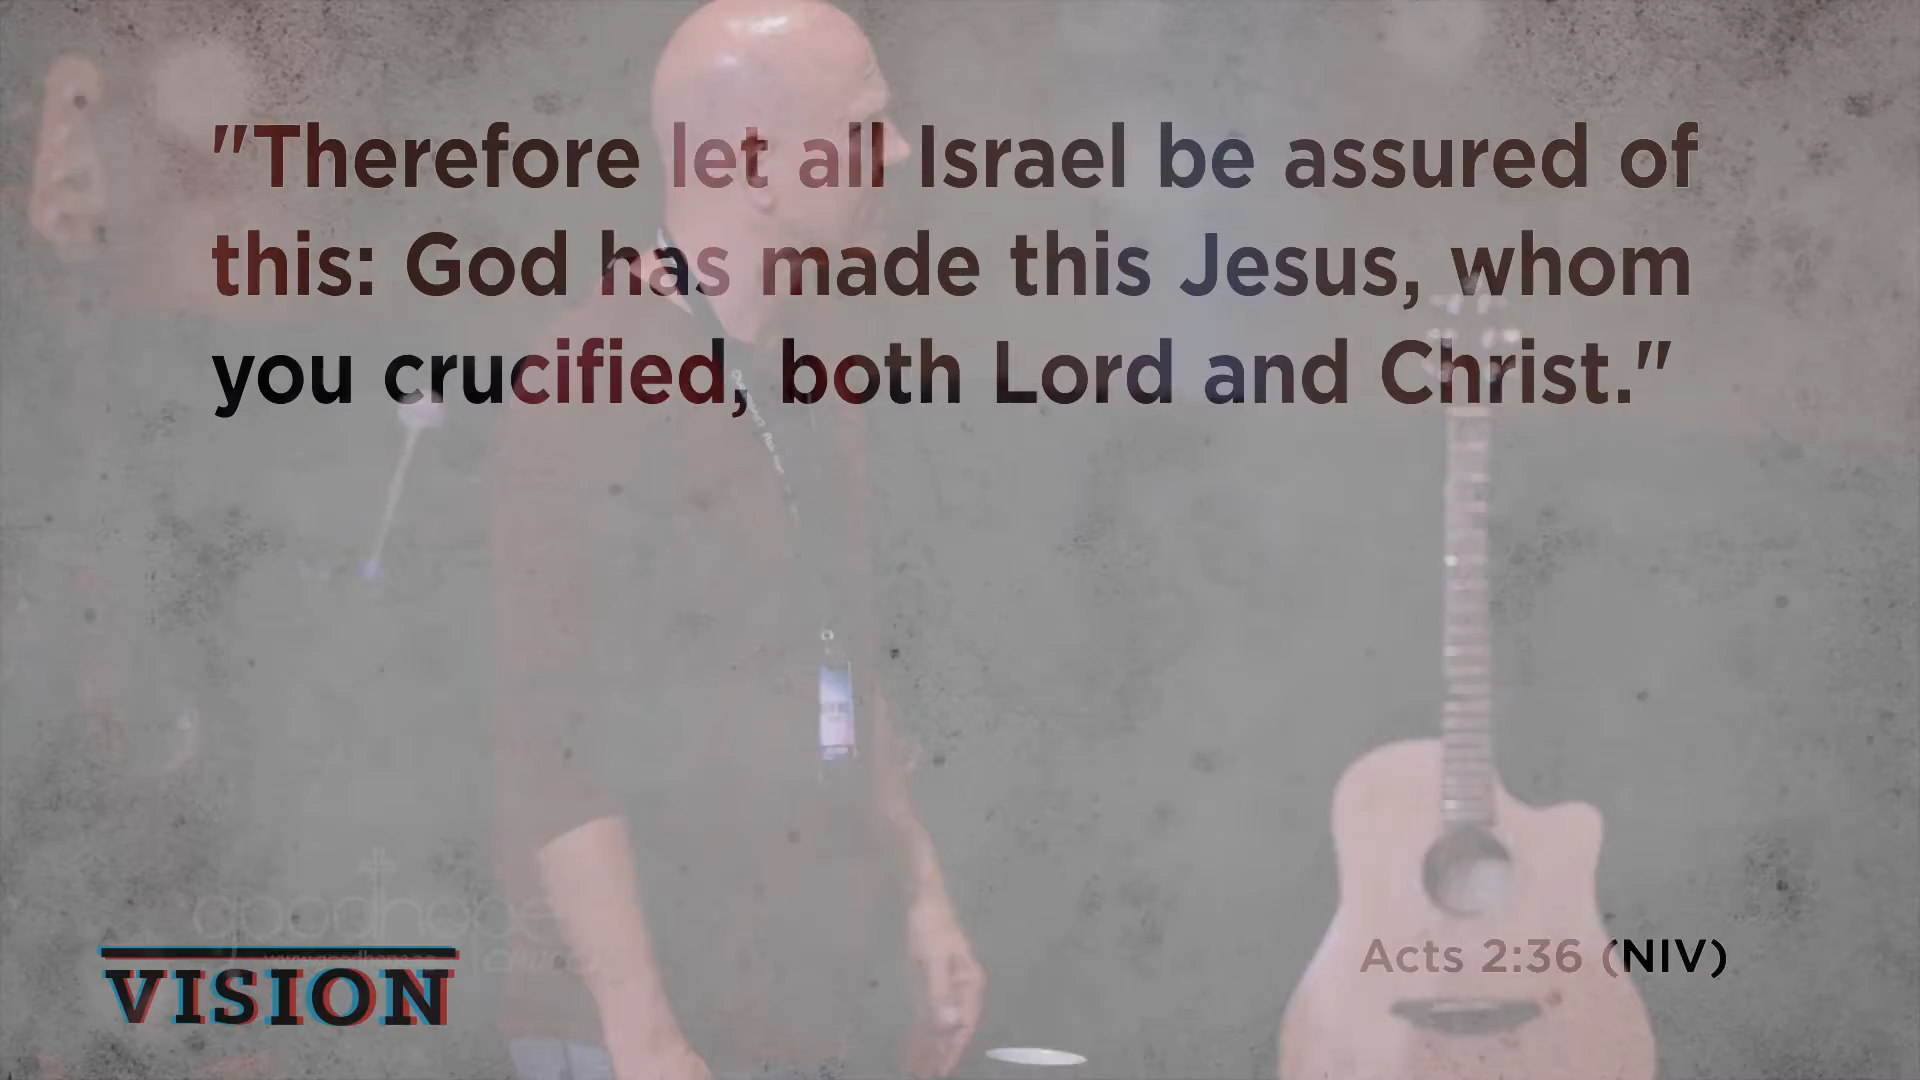 "Therefore let all Israel be assured of
this: God has made this Jesus, whom
you crucified, both Lord and Christ."
Acts 2:36 (NIV)
goodhope
VISION